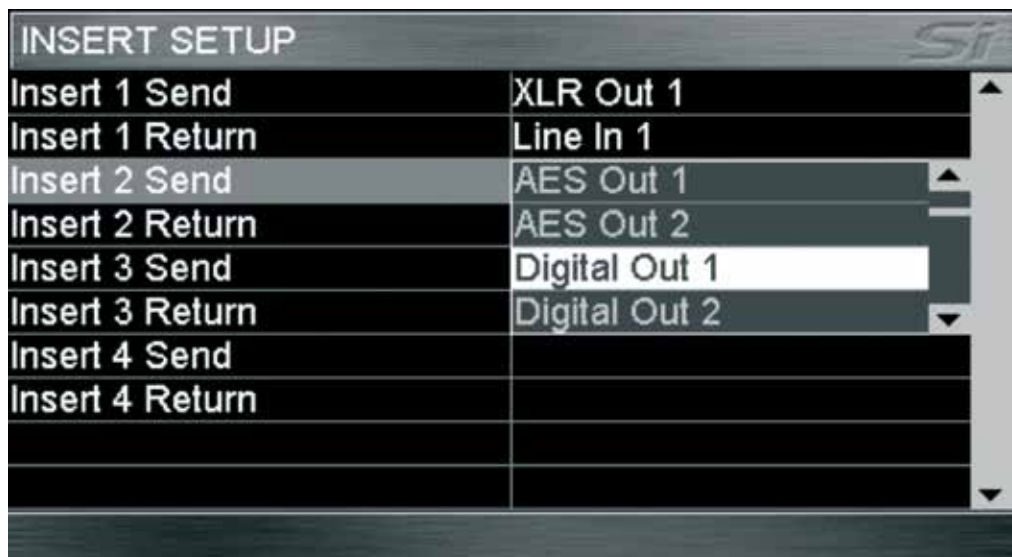 INSERT SETUP Si
Insert 1 Send XLR Out 1
Insert 1 Return Line In 1
Insert 2 Send AES Out 1
Insert 2 Return AES Out 2
Insert 3 Send Digital Out 1
Insert 3 Return Digital Out 2
Insert 4 Send
Insert 4 Return